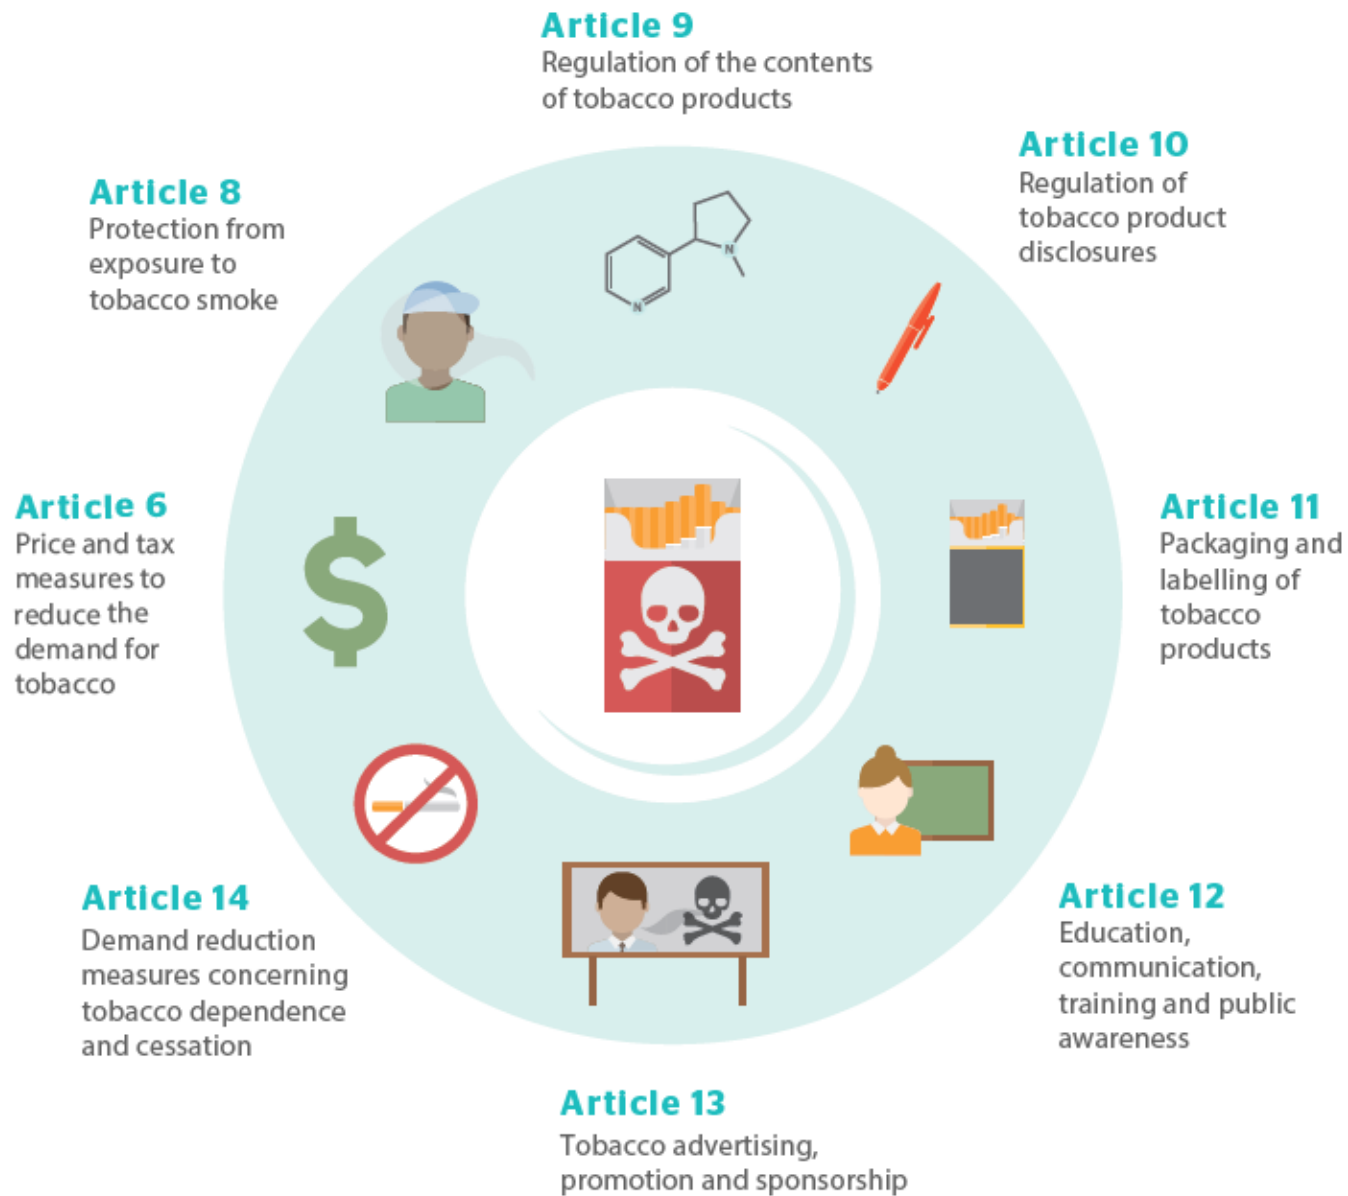 Article 9
Regulation of the contents
of tobacco products
Article 10
Regulation of
tobacco product
disclosures
Article 8
Protection from
exposure to
tobacco smoke
N
N
Article 6
Price and tax
measures to
reduce the
demand for
tobacco
Article 11
Packaging and
labelling of
tobacco
products
Article 14
Demand reduction
measures concerning
tobacco dependence
and cessation
Article 12
Education,
communication,
training and public
awareness
Article 13
Tobacco advertising,
promotion and sponsorship